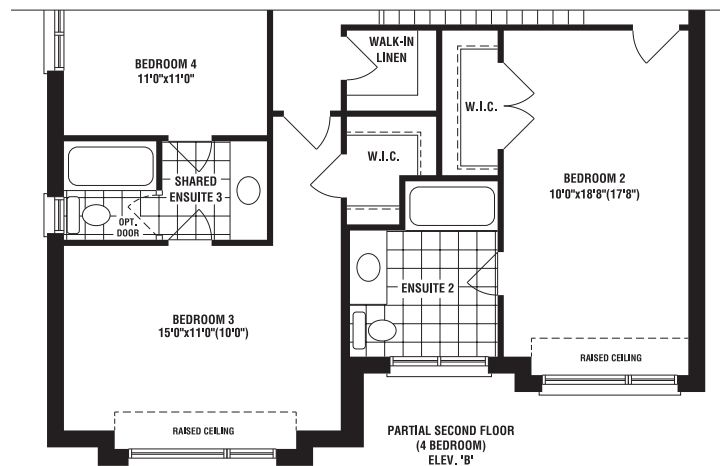 WALK-IN
LINEN
BEDROOM 4
11'0"x11'0"
W.I.C.
W.I.C.
BEDROOM 2
10'0"x18'8"(17'8")
SHARED
ENSUITE 3
OPT.
DOOR
ENSUITE 2
BEDROOM 3
15'0"x11'0"(10'0")
RAISED CEILING
RAISED CEILING
PARTIAL SECOND FLOOR
(4 BEDROOM)
ELEV. 'B'